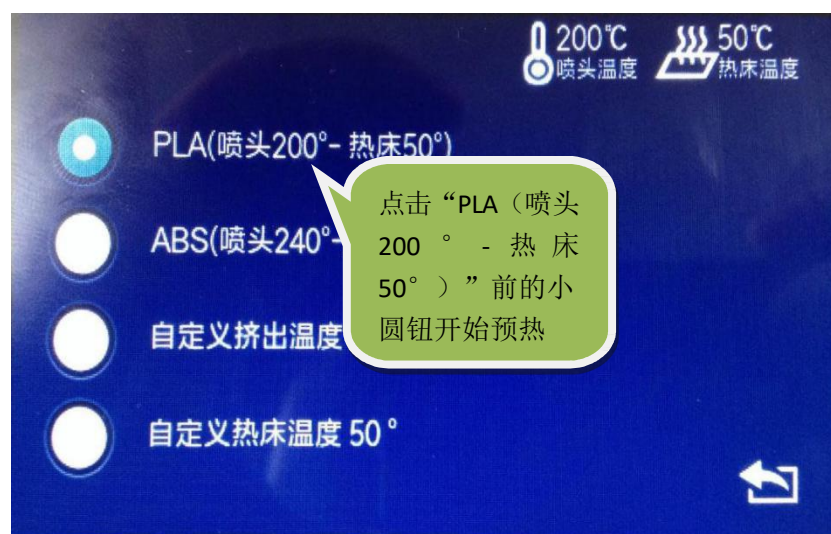 200℃
喷头温度
50℃
热床温度
PLA(喷头200°- 热床50°)
ABS(喷头240°-
自定义挤出温度
自定义热床温度 50 °
点击“PLA（喷头
200 ° - 热 床
50° ）”前的小
圆钮开始预热